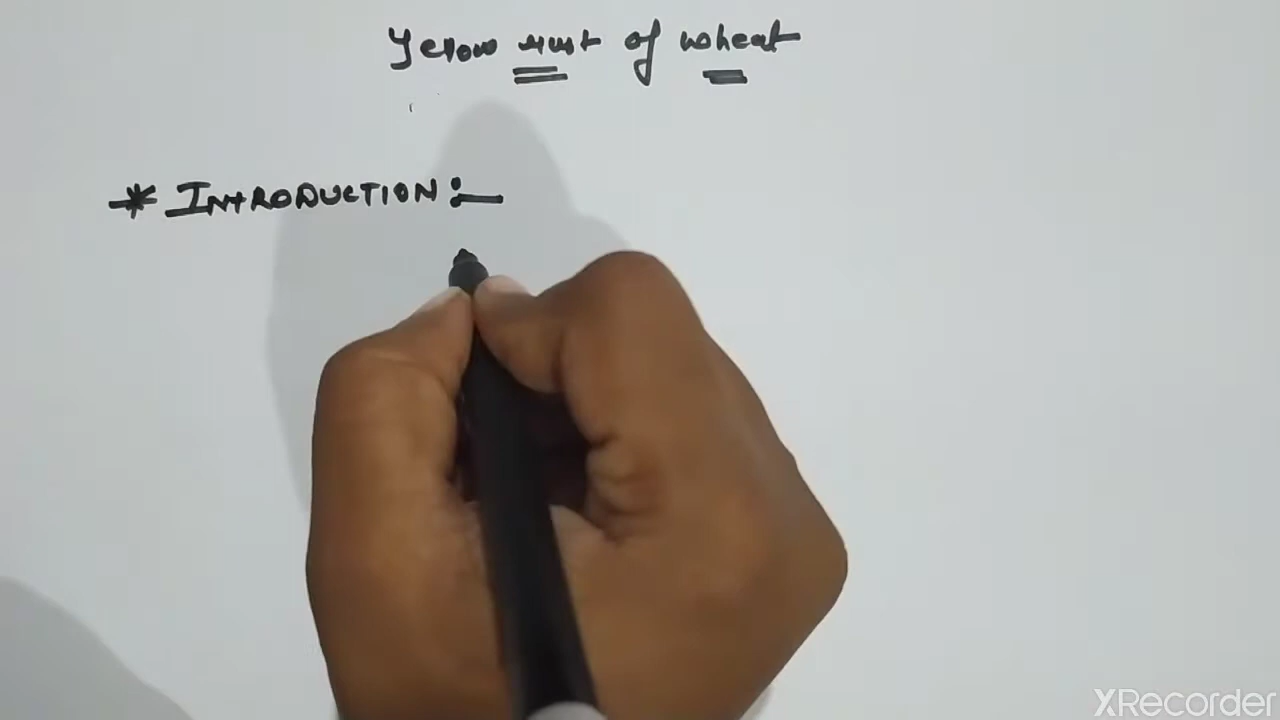 Yellow rust of wheat
* INTRODUCTION :-
XRecorder